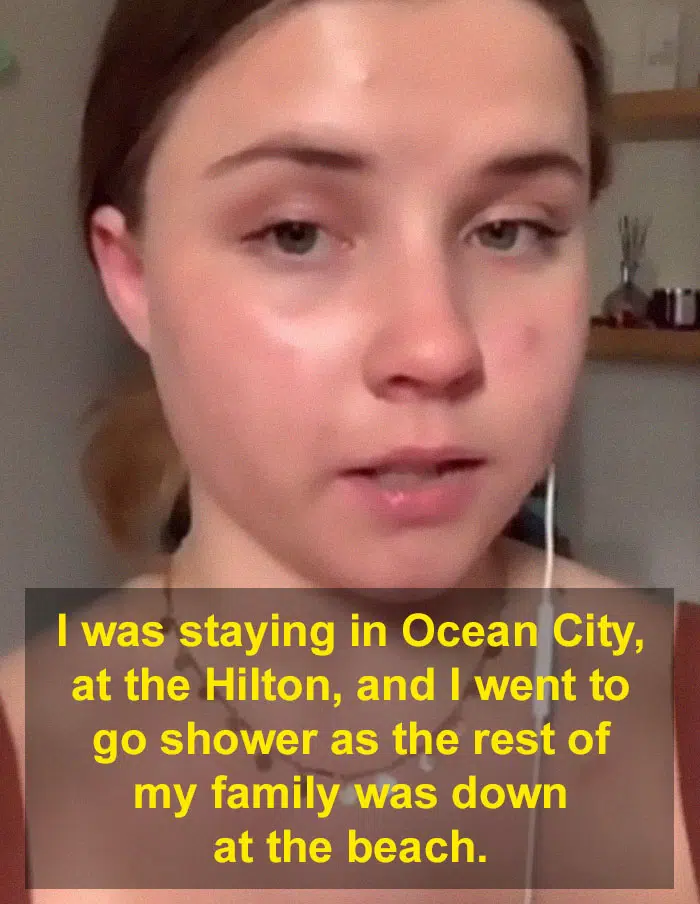 I was staying in Ocean City,
at the Hilton, and I went to
go shower as the rest of
my family was down
at the beach.